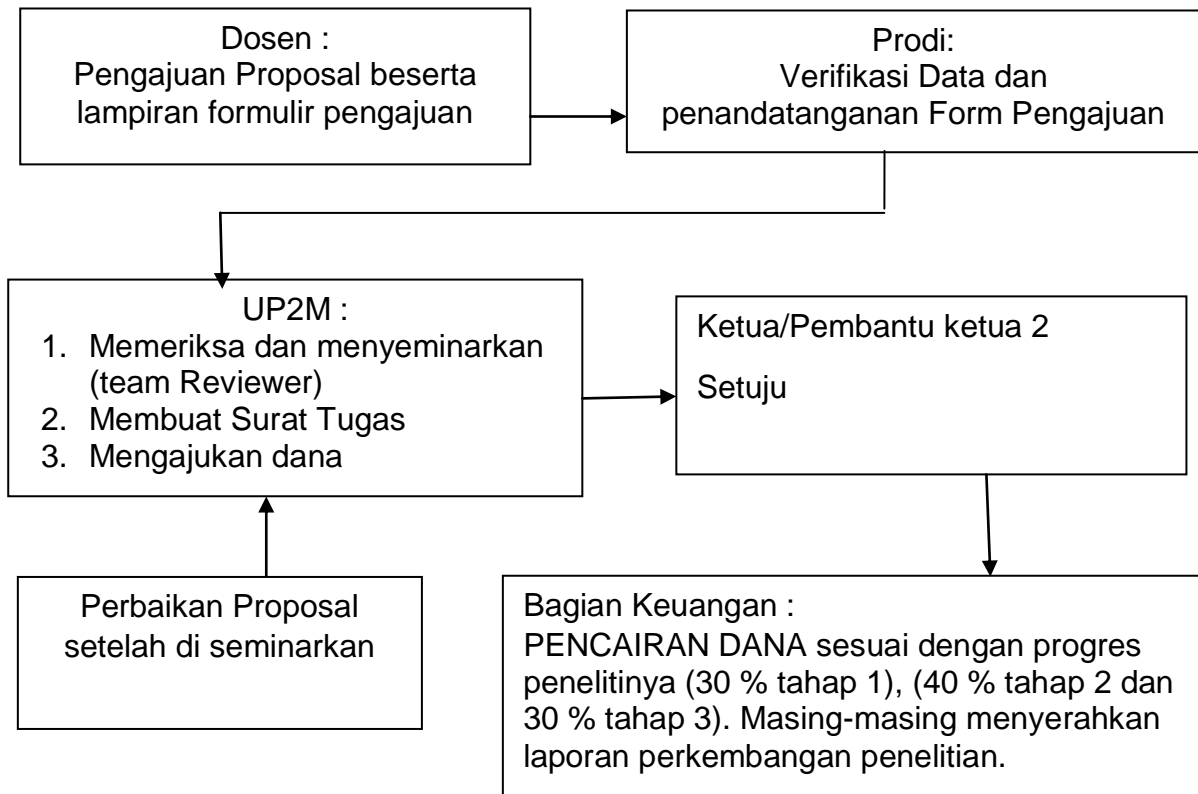 Dosen :
Pengajuan Proposal beserta
lampiran formulir pengajuan
Prodi:
Verifikasi Data dan
penandatanganan Form Pengajuan
UP2M :
1. Memeriksa dan menyeminarkan
(team Reviewer)
2. Membuat Surat Tugas
3. Mengajukan dana
Ketua/Pembantu ketua 2
Setuju
Perbaikan Proposal
setelah di seminarkan
Bagian Keuangan :
PENCAIRAN DANA sesuai dengan progres
penelitinya (30 % tahap 1), (40 % tahap 2 dan
30 % tahap 3). Masing-masing menyerahkan
laporan perkembangan penelitian.